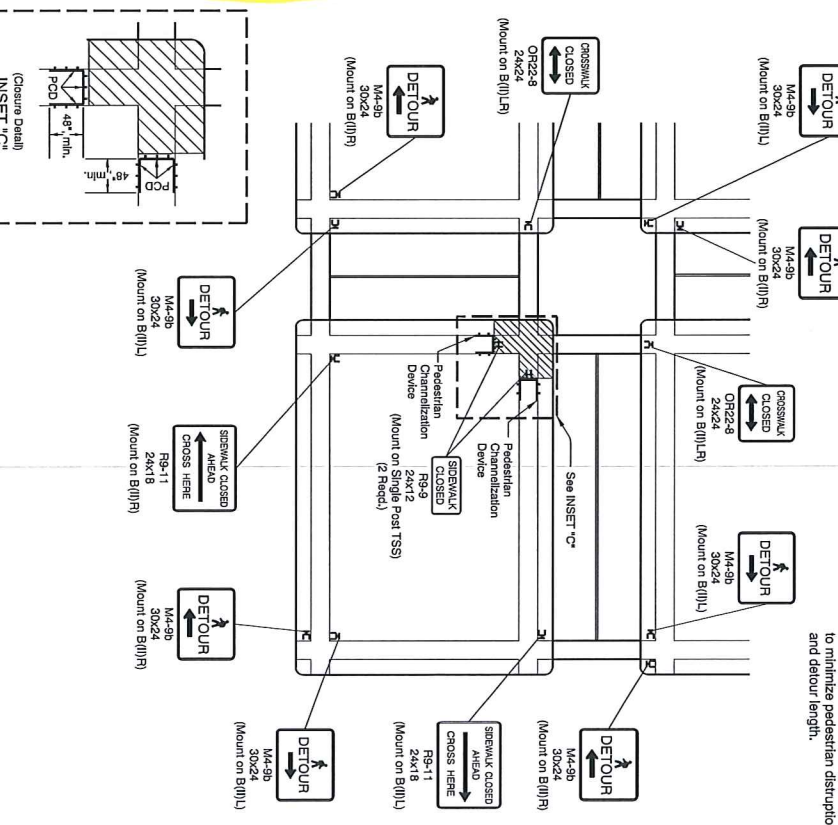 to minimize pedestrian distruptio
and detour length.
DETOUR
M4-9b
30x24
(Mount on B(II)L)
DETOUR
M4-9b
30x24
(Mount on B(II)R)
CROSSWALK
CLOSED
OR22-8
24x24
(Mount on B(II)LR)
DETOUR
M4-9b
30x24
(Mount on B(II)L)
DETOUR
M4-9b
30x24
(Mount on B(II)R)
CROSSWALK
CLOSED
OR22-8
24x24
(Mount on B(II)LR)
See INSET "C"
Pedestrian
Channelization
Device
SIDEWALK
CLOSED
R9-9
24x12
(Mount on Single Post TSS)
(2 Reqd.)
Pedestrian
Channelization
Device
SIDEWALK CLOSED
AHEAD
CROSS HERE
R9-11
24x18
(Mount on B(II)L)
DETOUR
M4-9b
30x24
(Mount on B(II)R)
DETOUR
M4-9b
30x24
(Mount on B(II)L)
DETOUR
M4-9b
30x24
(Mount on B(II)L)
SIDEWALK CLOSED
AHEAD
CROSS HERE
R9-11
24x18
(Mount on B(II)R)
DETOUR
M4-9b
30x24
(Mount on B(II)R)
48", min.
PCD
48", min.
PCD
(Closure Detail)
INSET "C"